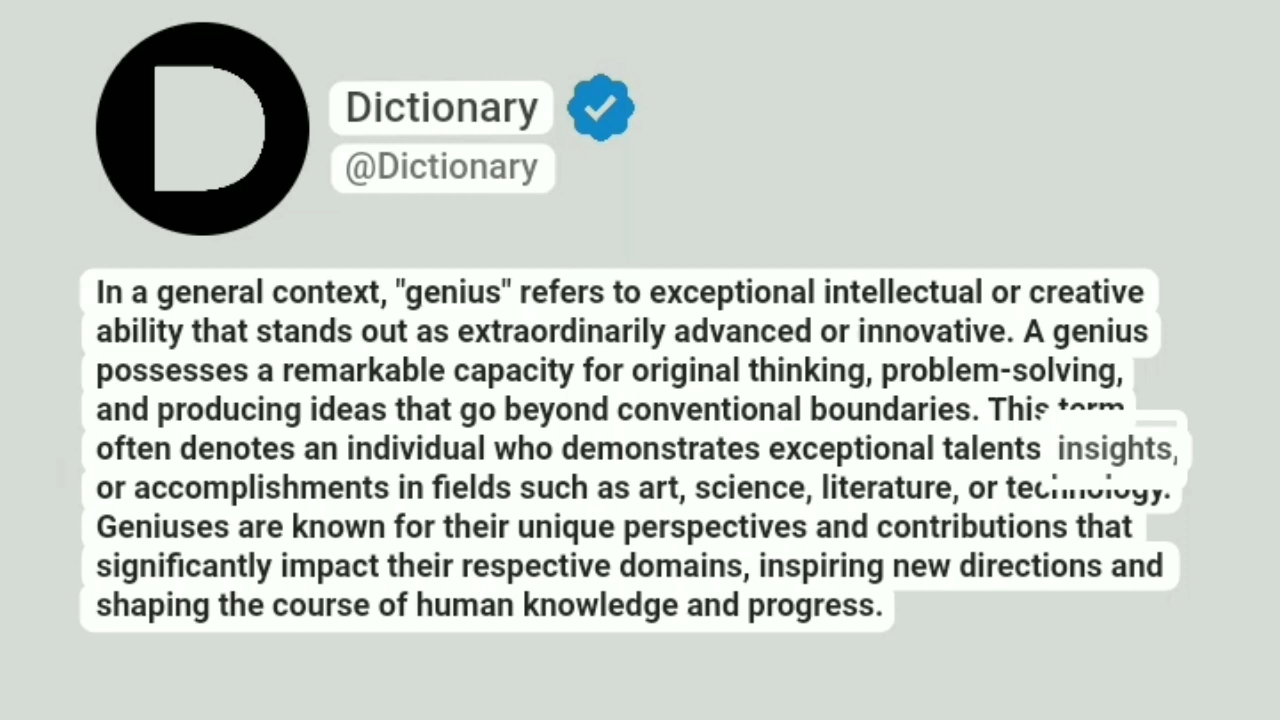 D
Dictionary
@Dictionary
In a general context, "genius" refers to exceptional intellectual or creative
ability that stands out as extraordinarily advanced or innovative. A genius
possesses a remarkable capacity for original thinking, problem-solving,
and producing ideas that go beyond conventional boundaries. This term
often denotes an individual who demonstrates exceptional talents insights,
or accomplishments in fields such as art, science, literature, or technology.
Geniuses are known for their unique perspectives and contributions that
significantly impact their respective domains, inspiring new directions and
shaping the course of human knowledge and progress.